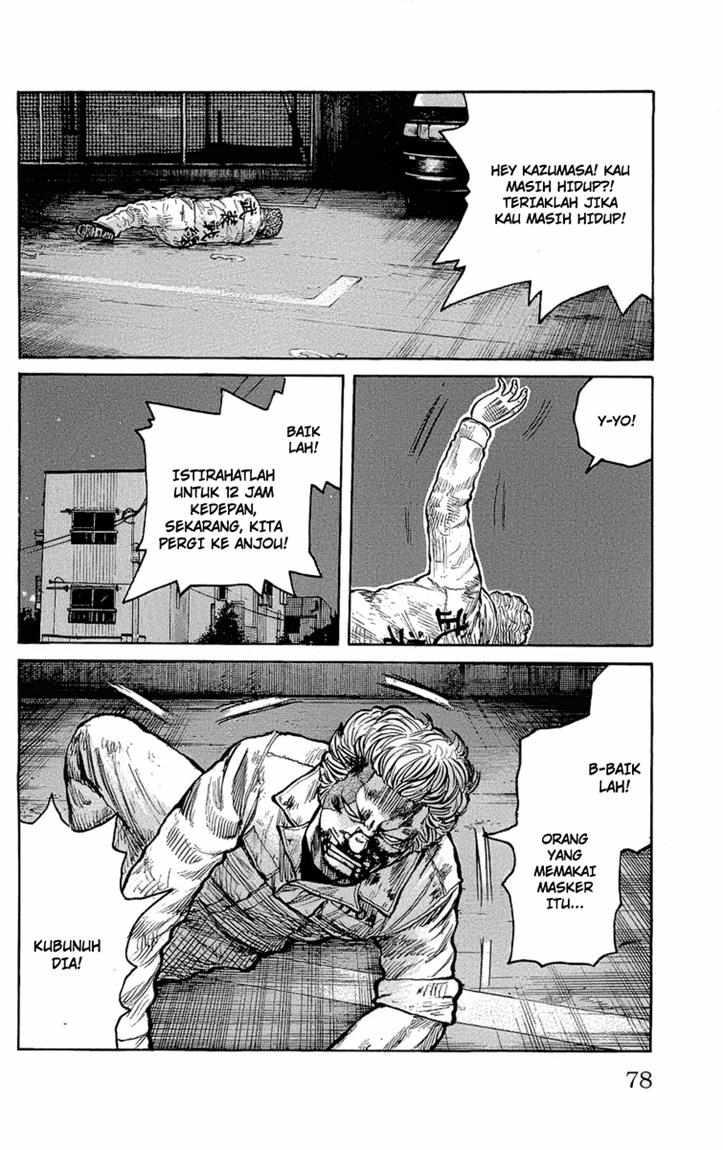 HEY KAZUMASA! KAU
MASIH HIDUP?!
TERIAKLAH JIKA
KAU MASIH HIDUP!
Y-YO!
BAIK
LAH!
ISTIRAHATLAH
UNTUK 12 JAM
KEDEPAN,
SEKARANG, KITA
PERGI KE ANJOU!
B-BAIK
LAH!
ORANG
YANG
MEMAKAI
MASKER
ITU...
KUBUNUH
DIA!
78